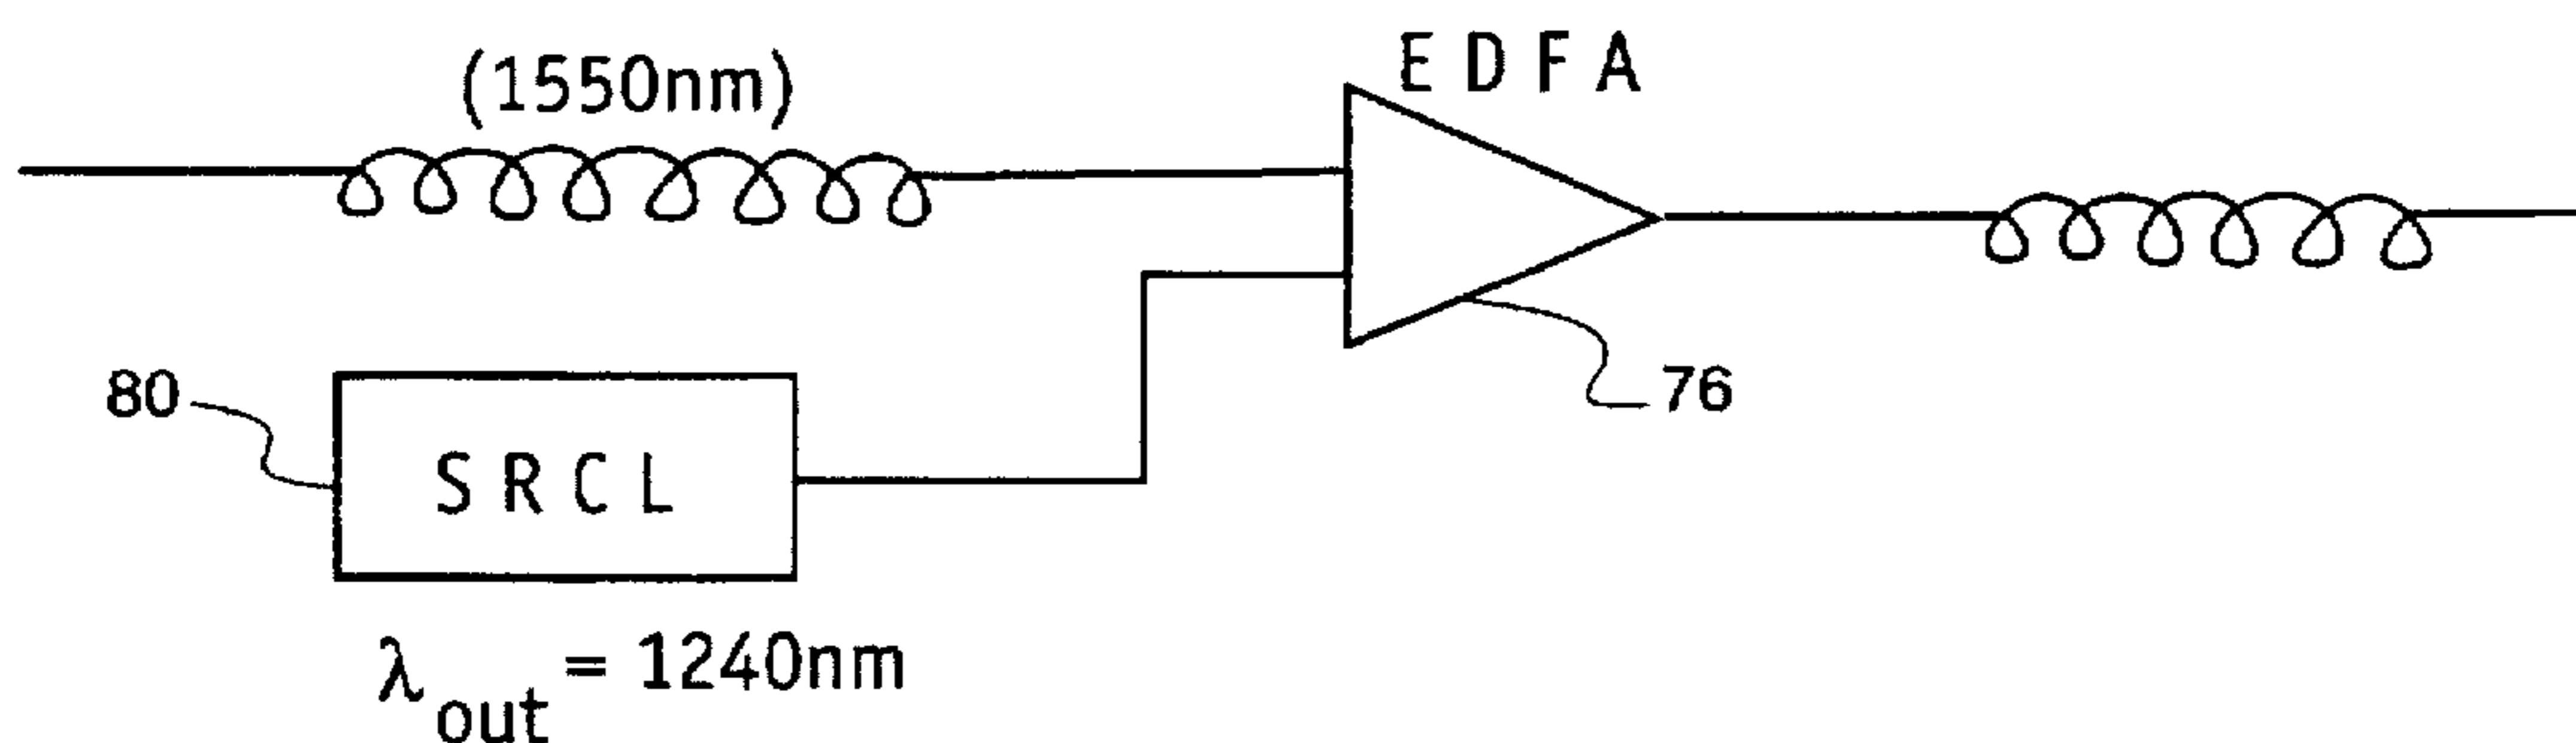 (1550nm)
EDFA
80
SRCL
76
λout = 1240nm